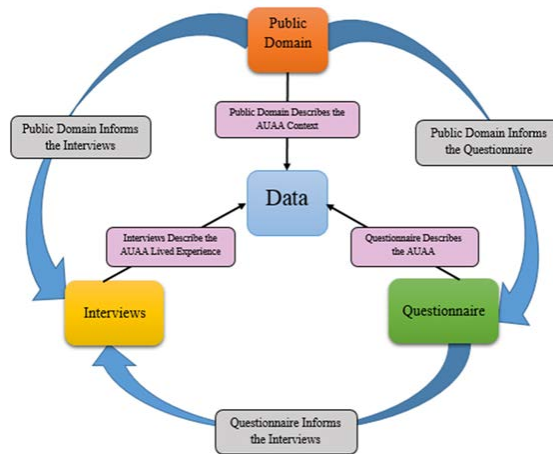 Public
Domain
Public Domain Describes the
AUAA Context
Public Domain Informs
the Interviews
Public Domain Informs
the Questionnaire
Data
Interviews Describe the
AUAA Lived Experience
Questionnaire Describes
the AUAA
Interviews
Questionnaire
Questionnaire Informs
the Interviews